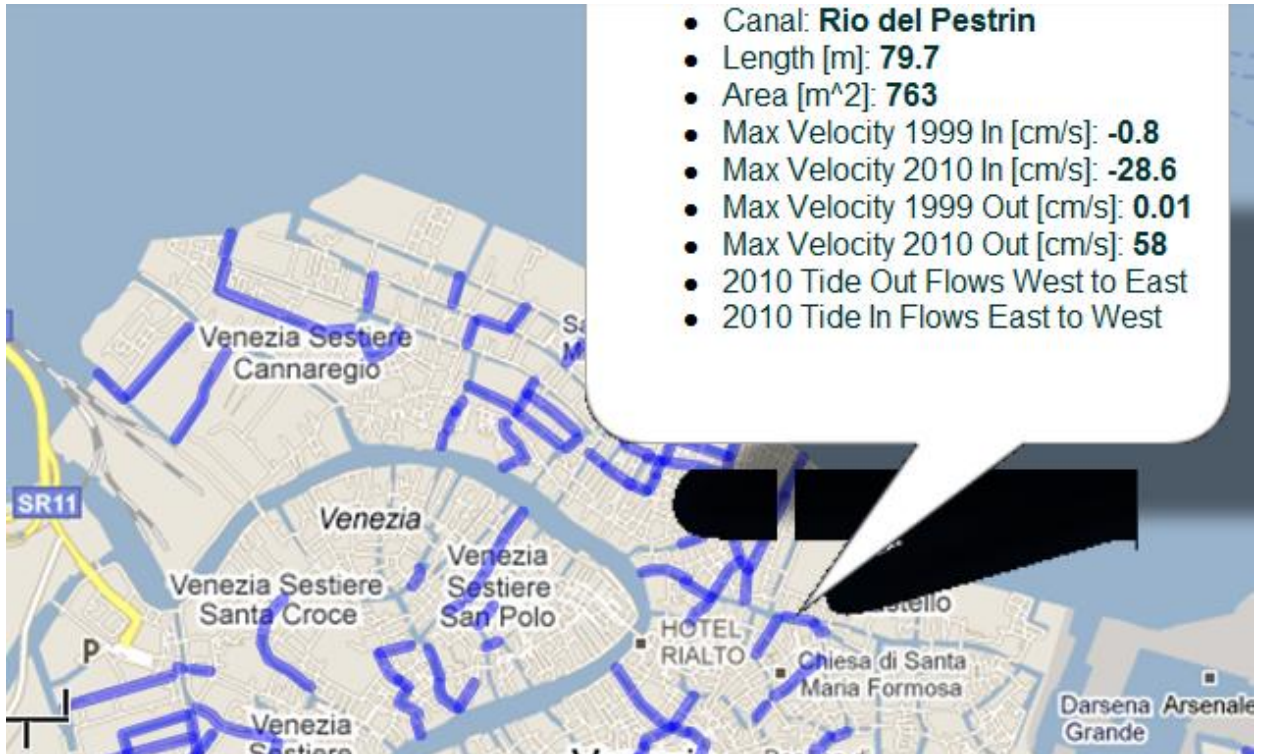 Canal: Rio del Pestrin
Length [m]: 79.7
Area [m^2]: 763
Max Velocity 1999 In [cm/s]: -0.8
Max Velocity 2010 In [cm/s]: -28.6
Max Velocity 1999 Out [cm/s]: 0.01
Max Velocity 2010 Out [cm/s]: 58
2010 Tide Out Flows West to East
2010 Tide In Flows East to West
Venezia Sestiere
Cannaregio
SR11
Venezia
Venezia
Sestiere
San Polo
Venezia Sestiere
Santa Croce
HOTEL
RIALTO
P
Chiesa di Santa
Maria Formosa
Darsena
Grande
Arsenale
Venezia
Sestiere